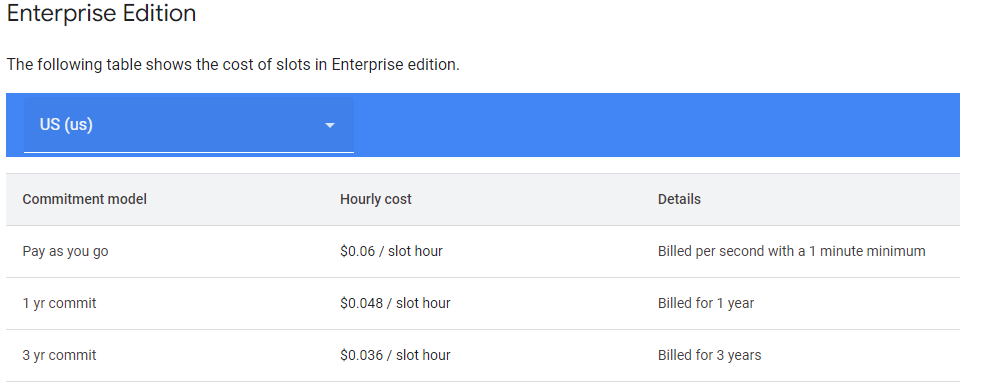 Enterprise Edition
The following table shows the cost of slots in Enterprise edition.
US (us)
Commitment model Hourly cost Details
Pay as you go $0.06 / slot hour Billed per second with a 1 minute minimum
1 yr commit $0.048 / slot hour Billed for 1 year
3 yr commit $0.036 / slot hour Billed for 3 years